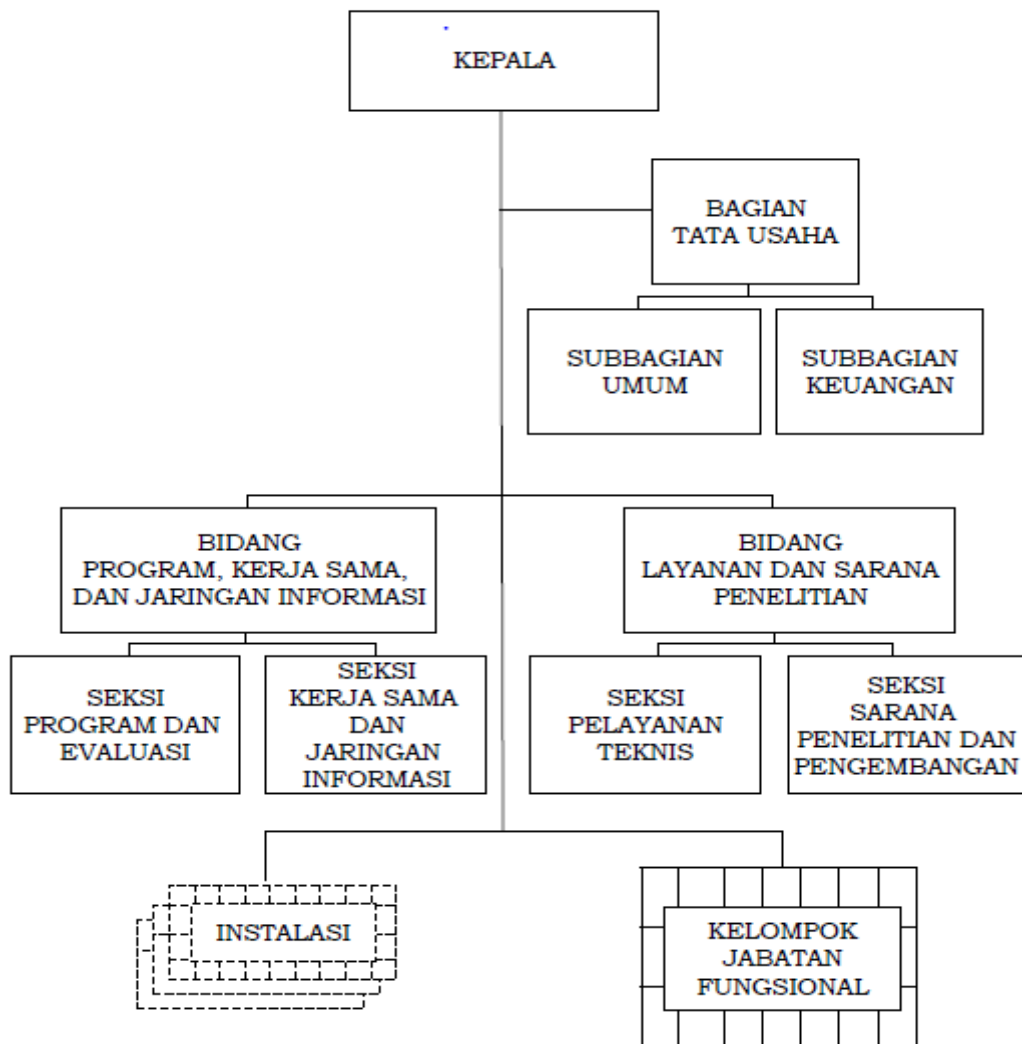 KEPALA
BAGIAN
TATA USAHA
SUBBAGIAN
UMUM
SUBBAGIAN
KEUANGAN
BIDANG
PROGRAM, KERJA SAMA,
DAN JARINGAN INFORMASI
BIDANG
LAYANAN DAN SARANA
PENELITIAN
SEKSI
PROGRAM DAN
EVALUASI
SEKSI
KERJA SAMA
DAN
JARINGAN
INFORMASI
SEKSI
PELAYANAN
TEKNIS
SEKSI
SARANA
PENELITIAN DAN
PENGEMBANGAN
INSTALASI
KELOMPOK
JABATAN
FUNGSIONAL